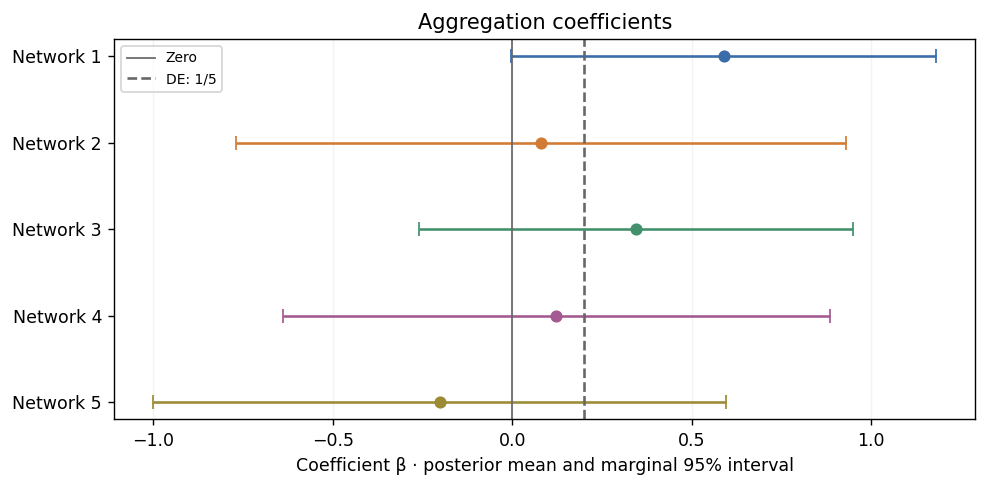 Aggregation coefficients
Zero
DE: 1/5
Network 1
Network 2
Network 3
Network 4
Network 5
−1.0 −0.5 0.0 0.5 1.0
Coefficient β · posterior mean and marginal 95% interval